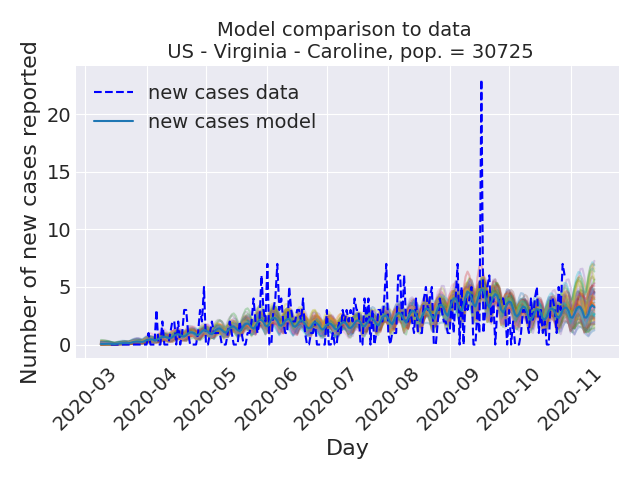 Model comparison to data
US - Virginia - Caroline, pop. = 30725
new cases data
new cases model
Number of new cases reported
20
15
10
5
0
2020-03
2020-04
2020-05
2020-06
2020-07
2020-08
2020-09
2020-10
2020-11
Day